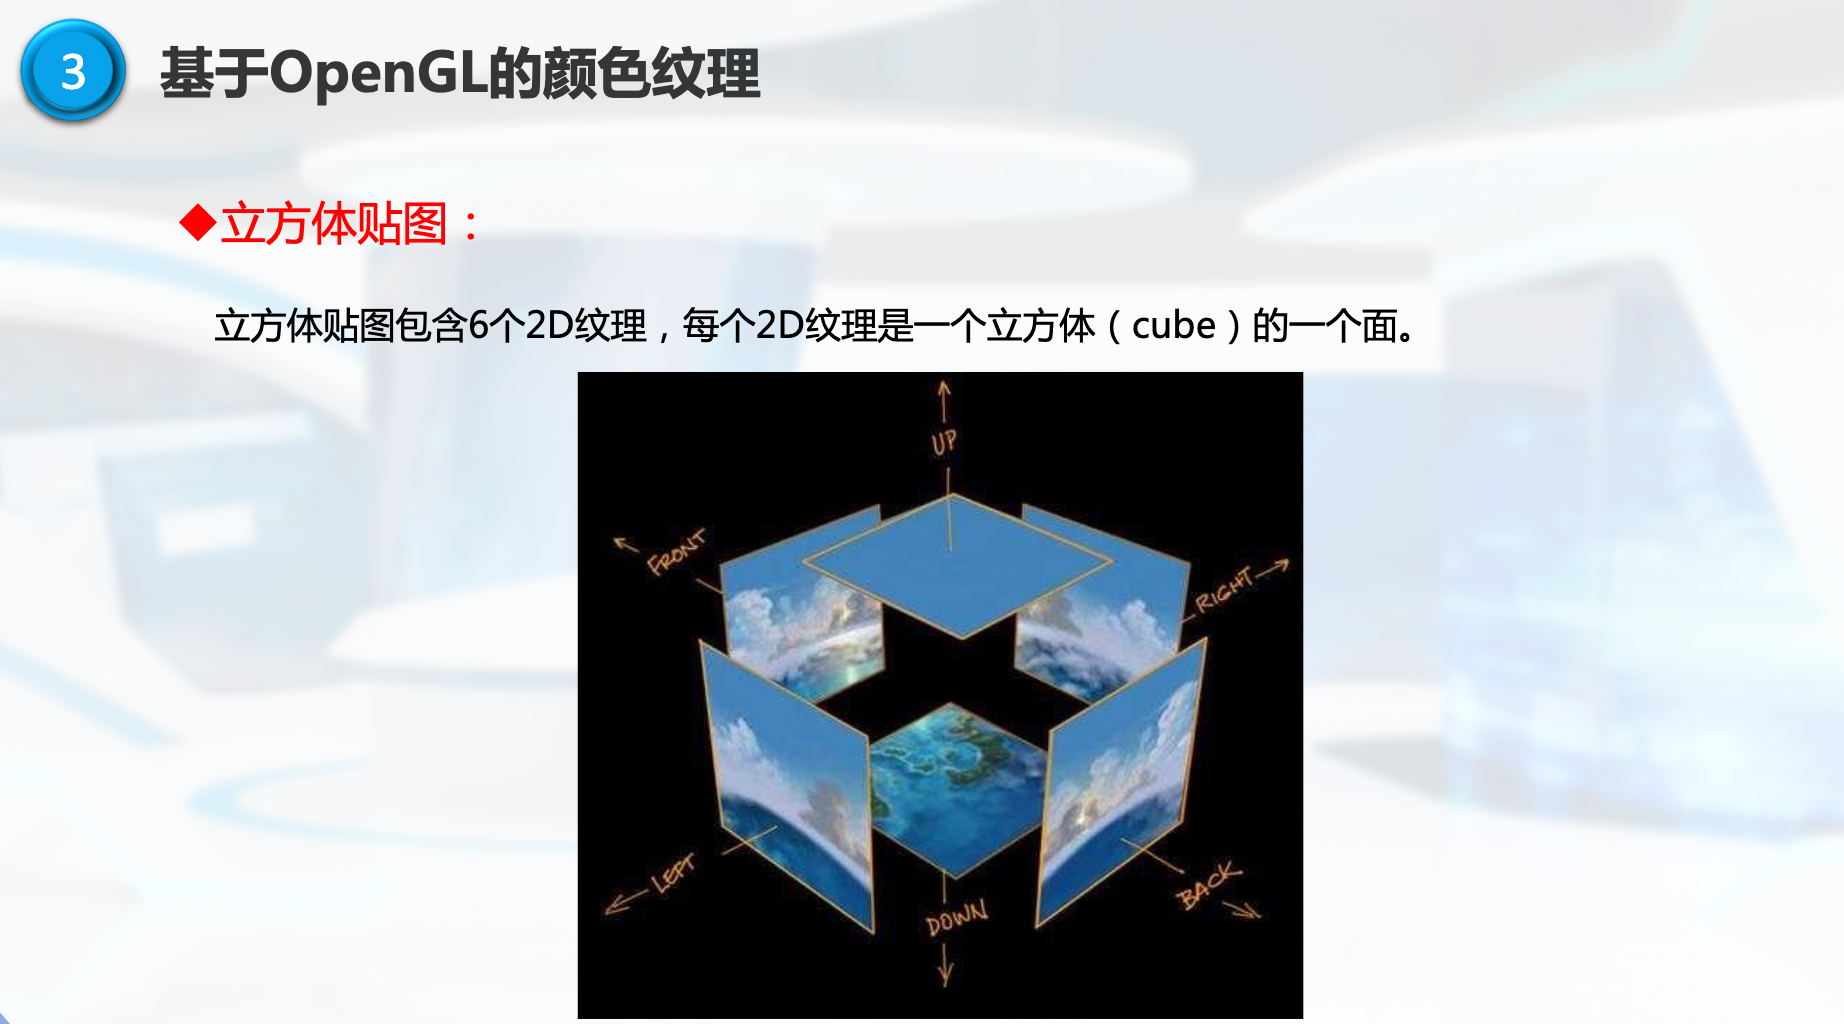 3
基于OpenGL的颜色纹理
◆立方体贴图：
立方体贴图包含6个2D纹理，每个2D纹理是一个立方体（cube）的一个面。
UP
FRONT
RIGHT
LEFT
BACK
DOWN